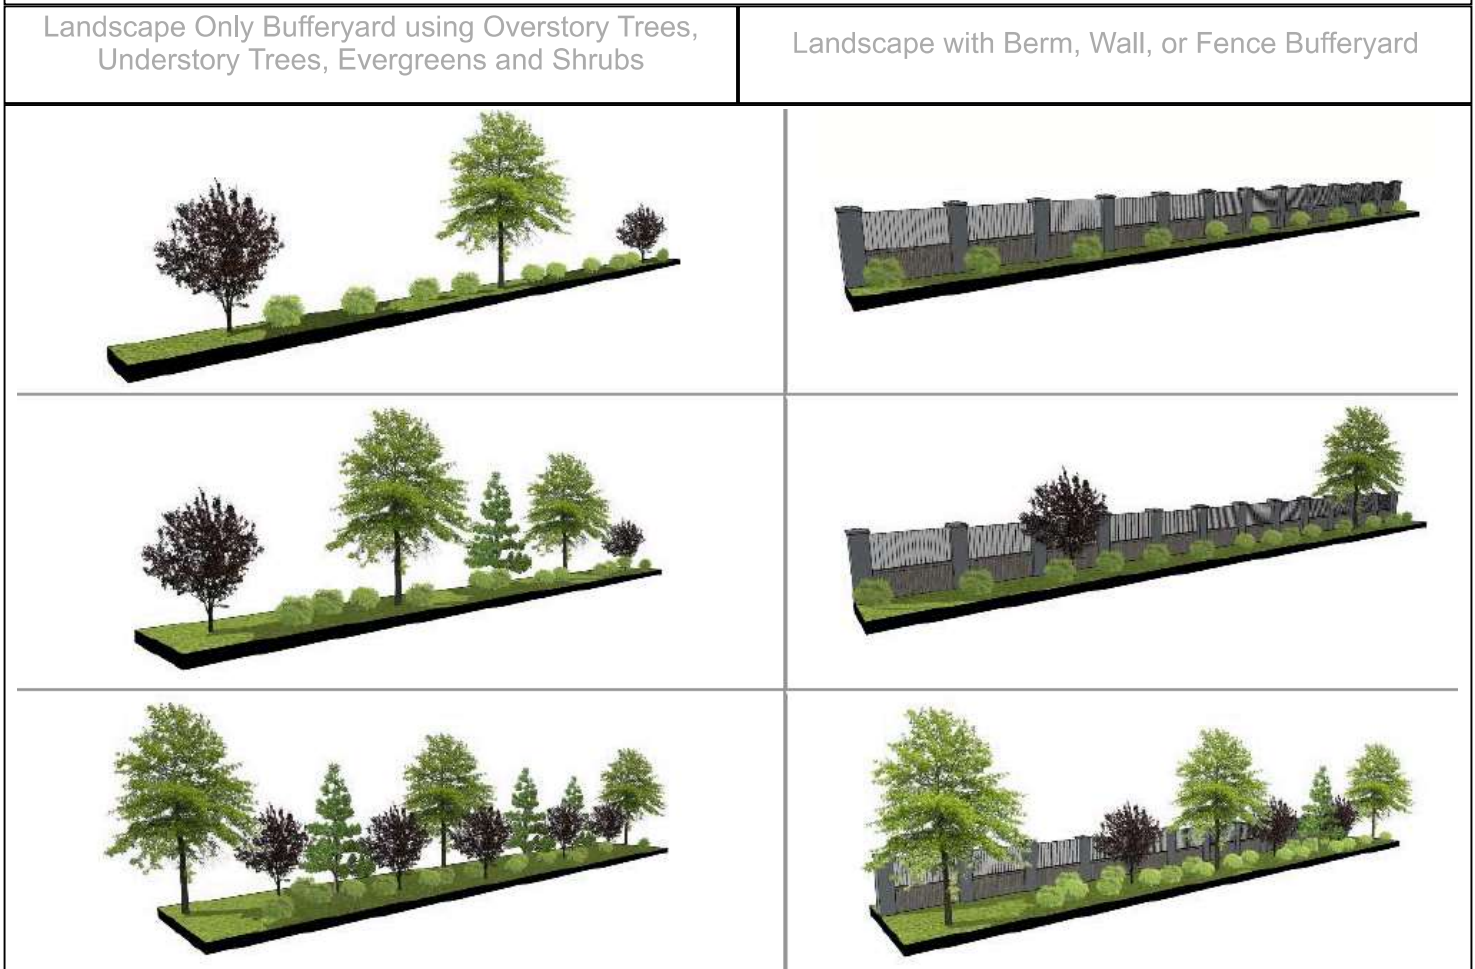 Landscape Only Bufferyard using Overstory Trees,
Understory Trees, Evergreens and Shrubs
Landscape with Berm, Wall, or Fence Bufferyard